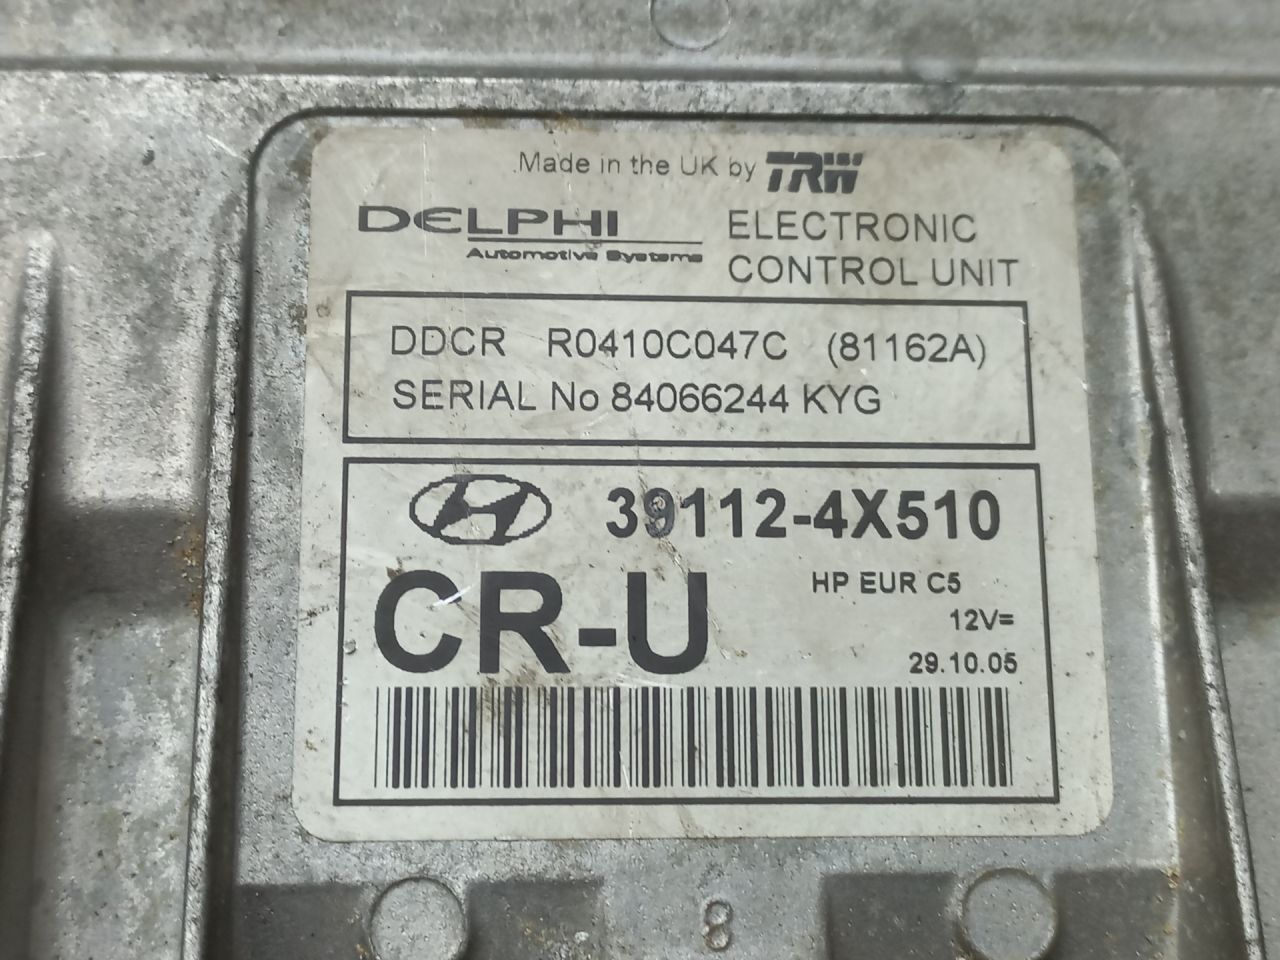 Made in the UK by TRW
DELPHI
Automotive Systems
ELECTRONIC
CONTROL UNIT
DDCR R0410C047C (81162A)
SERIAL No 84066244 KYG
39112-4X510
CR-U
HP EUR C5
12V=
29.10.05
8